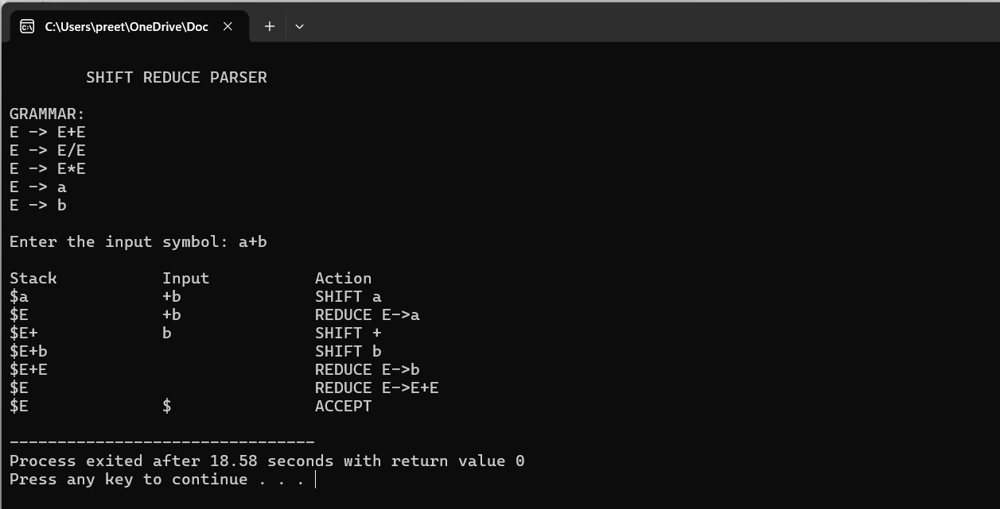 C:\Users\preet\OneDrive\Doc
SHIFT REDUCE PARSER
GRAMMAR:
E -> E+E
E -> E/E
E -> E*E
E -> a
E -> b
Enter the input symbol: a+b
Stack Input Action
$a +b SHIFT a
$E +b REDUCE E->a
$E+ b SHIFT +
$E+b SHIFT b
$E+E REDUCE E->b
$E REDUCE E->E+E
$E $ ACCEPT
--------------------------------
Process exited after 18.58 seconds with return value 0
Press any key to continue . . .